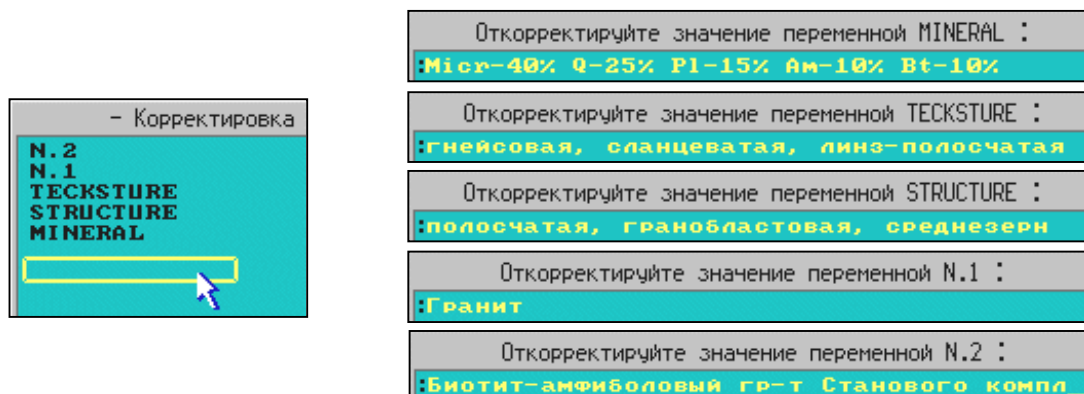 – Корректировка
N.2
N.1
TECKSTURE
STRUCTURE
MINERAL
Откорректируйте значение переменной MINERAL :
:Micr–40% Q–25% Pl–15% Am–10% Bt–10%
Откорректируйте значение переменной TECKSTURE :
:гнейсовая, сланцеватая, линз–полосчатая
Откорректируйте значение переменной STRUCTURE :
:полосчатая, гранобластовая, среднезерн
Откорректируйте значение переменной N.1 :
:Гранит
Откорректируйте значение переменной N.2 :
:Биотит–амфиболовый гр–т Станового компл